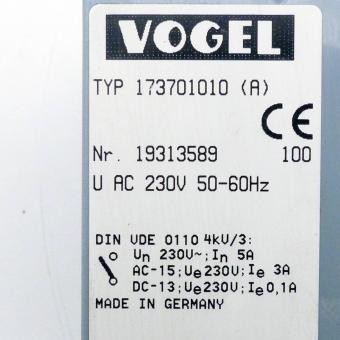 VOGEL
TYP 173701010 (A)
CE
Nr. 19313589 100
U AC 230V 50-60Hz
DIN VDE 0110 4kV/3:
Un 230V~; In 5A
AC-15; Ue 230V; Ie 3A
DC-13; Ue 230V; Ie 0,1A
MADE IN GERMANY